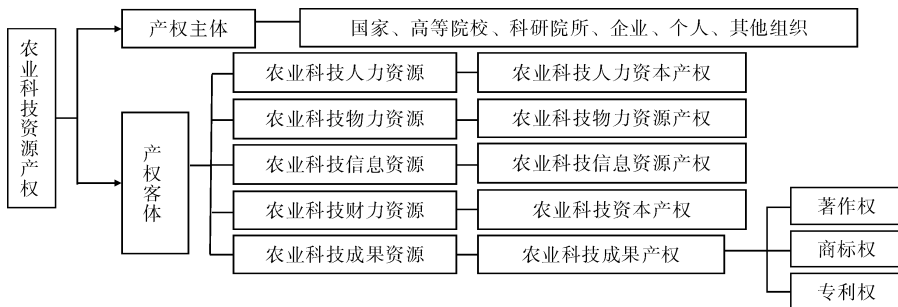 农业科技资源产权
产权主体
国家、高等院校、科研院所、企业、个人、其他组织
产权客体
农业科技人力资源
农业科技人力资本产权
农业科技物力资源
农业科技物力资源产权
农业科技信息资源
农业科技信息资源产权
农业科技财力资源
农业科技资本产权
农业科技成果资源
农业科技成果产权
著作权
商标权
专利权